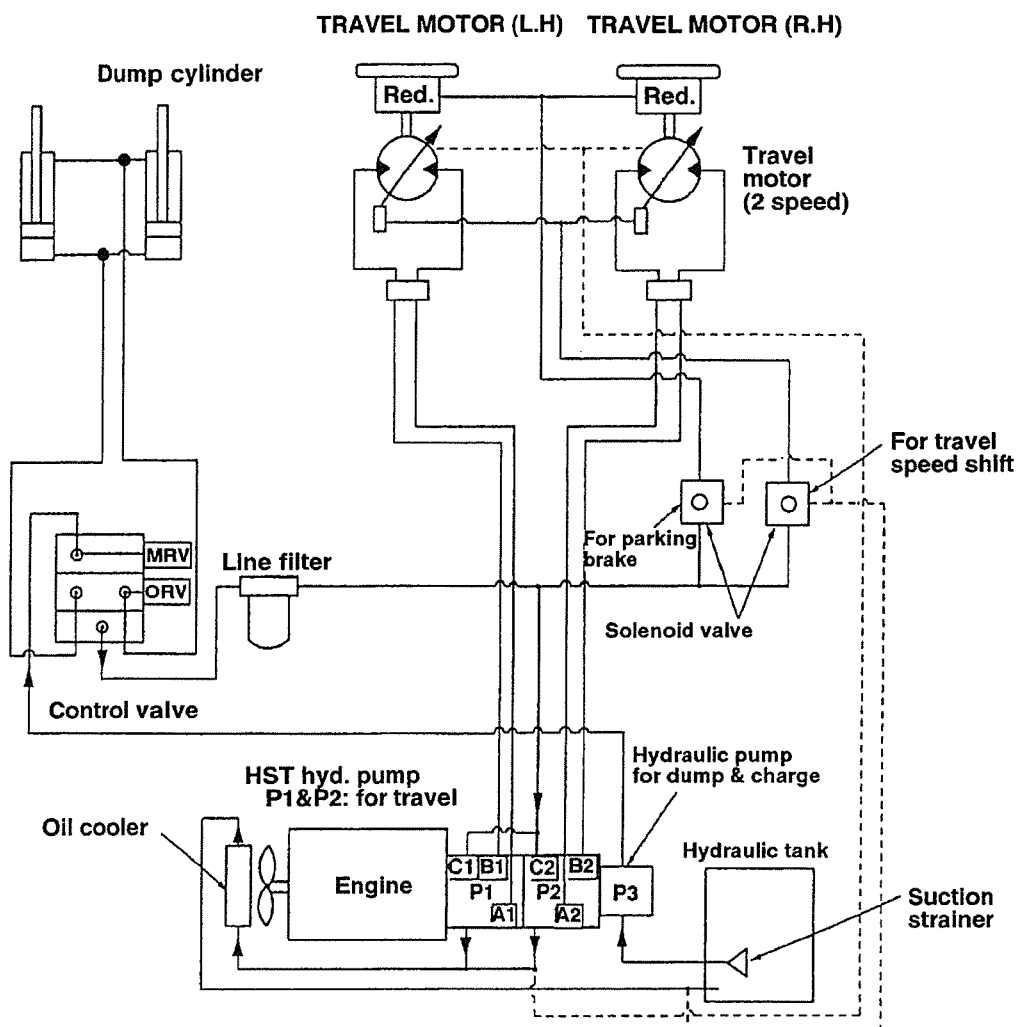 TRAVEL MOTOR (L.H) TRAVEL MOTOR (R.H)
Dump cylinder
Red.
Red.
Travel
motor
(2 speed)
For travel
speed shift
For parking
brake
MRV
ORV
Line filter
Solenoid valve
Control valve
Hydraulic pump
for dump & charge
HST hyd. pump
P1&P2: for travel
Oil cooler
Hydraulic tank
Engine
C1 B1
P1
A1
C2 B2
P2
A2
P3
Suction
strainer